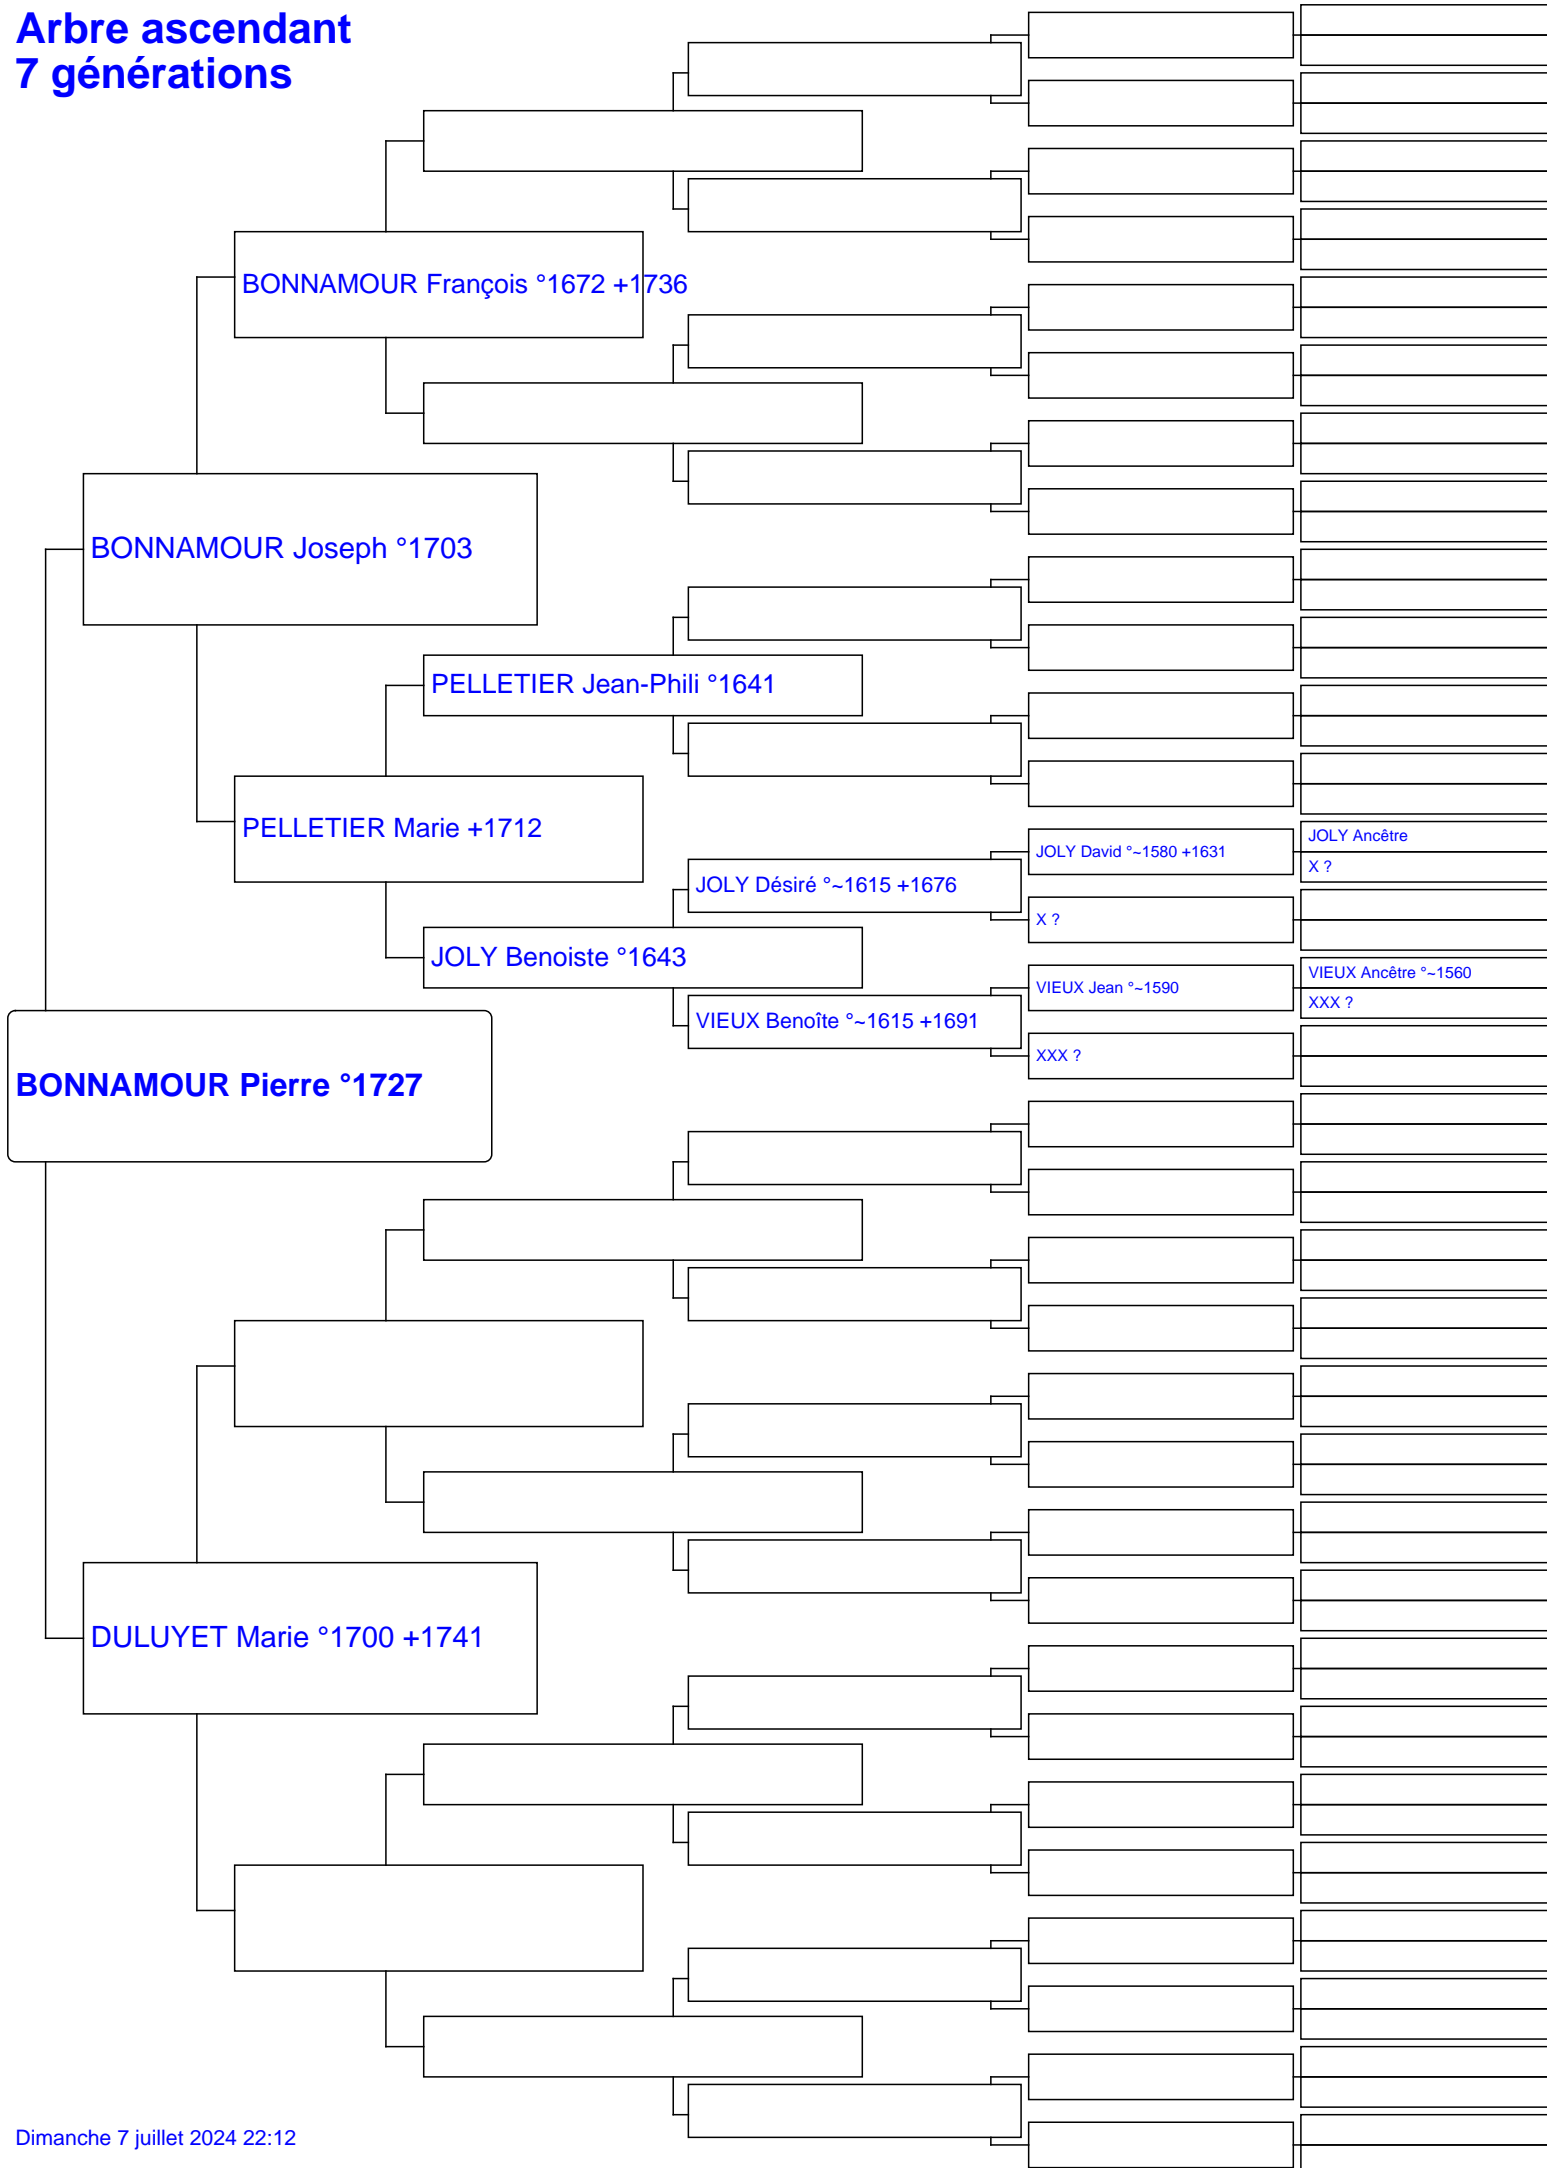 Arbre ascendant
7 générations
BONNAMOUR François °1672 +1736
BONNAMOUR Joseph °1703
PELLETIER Jean-Phili °1641
PELLETIER Marie +1712
JOLY David °~1580 +1631
JOLY Ancêtre
X ?
JOLY Désiré °~1615 +1676
X ?
JOLY Benoiste °1643
VIEUX Jean °~1590
VIEUX Ancêtre °~1560
XXX ?
VIEUX Benoîte °~1615 +1691
XXX ?
BONNAMOUR Pierre °1727
DULUYET Marie °1700 +1741
Dimanche 7 juillet 2024 22:12